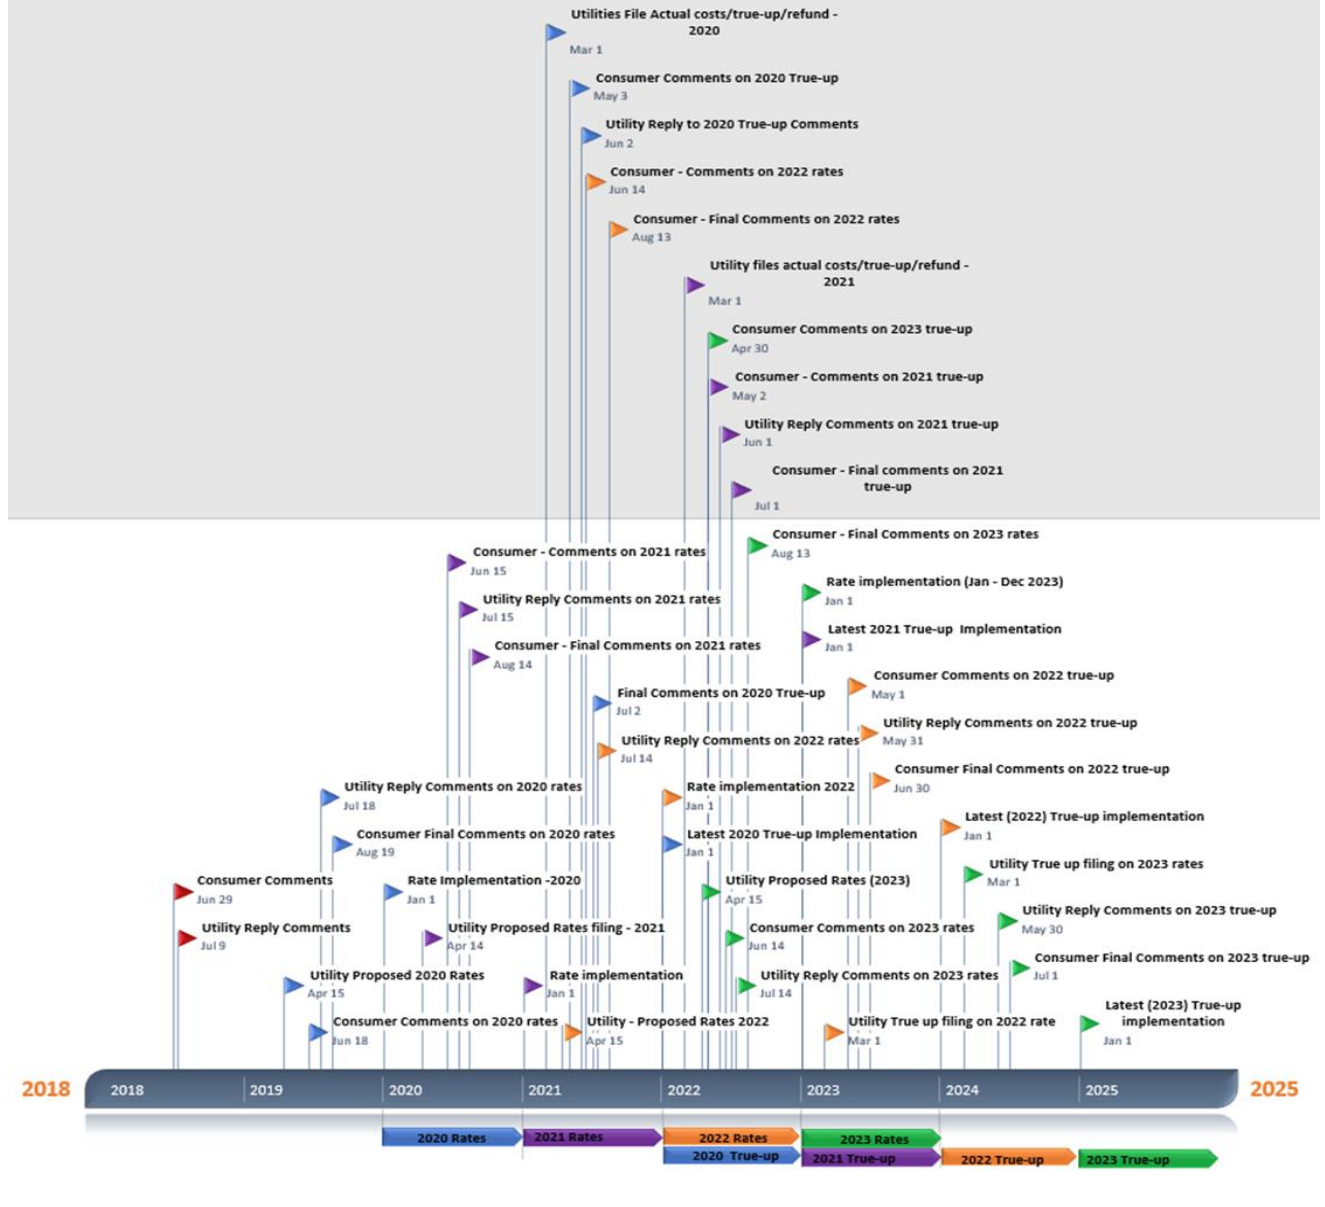 Utilities File Actual costs/true-up/refund -
2020
Mar 1
Consumer Comments on 2020 True-up
May 3
Utility Reply to 2020 True-up Comments
Jun 2
Consumer - Comments on 2022 rates
Jun 14
Consumer - Final Comments on 2022 rates
Aug 13
Utility files actual costs/true-up/refund -
2021
Mar 1
Consumer Comments on 2023 true-up
Apr 30
Consumer - Comments on 2021 true-up
May 2
Utility Reply Comments on 2021 true-up
Jun 1
Consumer - Final comments on 2021
true-up
Jul 1
Consumer - Final Comments on 2023 rates
Aug 13
Consumer - Comments on 2021 rates
Jun 15
Rate implementation (Jan - Dec 2023)
Jan 1
Utility Reply Comments on 2021 rates
Jul 15
Latest 2021 True-up Implementation
Jan 1
Consumer - Final Comments on 2021 rates
Aug 14
Consumer Comments on 2022 true-up
May 1
Final Comments on 2020 True-up
Jul 2
Utility Reply Comments on 2022 true-up
May 31
Utility Reply Comments on 2022 rates
Jul 14
Consumer Final Comments on 2022 true-up
Jun 30
Utility Reply Comments on 2020 rates
Jul 18
Rate implementation 2022
Jan 1
Latest (2022) True-up implementation
Jan 1
Consumer Final Comments on 2020 rates
Aug 19
Latest 2020 True-up Implementation
Jan 1
Utility True up filing on 2023 rates
Mar 1
Consumer Comments
Jun 29
Rate Implementation -2020
Jan 1
Utility Proposed Rates (2023)
Apr 15
Utility Reply Comments on 2023 true-up
May 30
Utility Reply Comments
Jul 9
Utility Proposed Rates filing - 2021
Apr 14
Consumer Comments on 2023 rates
Jun 14
Consumer Final Comments on 2023 true-up
Jul 1
Utility Proposed 2020 Rates
Apr 15
Rate implementation
Jan 1
Utility Reply Comments on 2023 rates
Jul 14
Latest (2023) True-up
implementation
Jan 1
Consumer Comments on 2020 rates
Jun 18
Utility - Proposed Rates 2022
Apr 15
Utility True up filing on 2022 rate
Mar 1
2018 2018 2019 2020 2021 2022 2023 2024 2025 2025
2020 Rates 2021 Rates 2022 Rates 2023 Rates
2020 True-up 2021 True-up 2022 True-up 2023 True-up